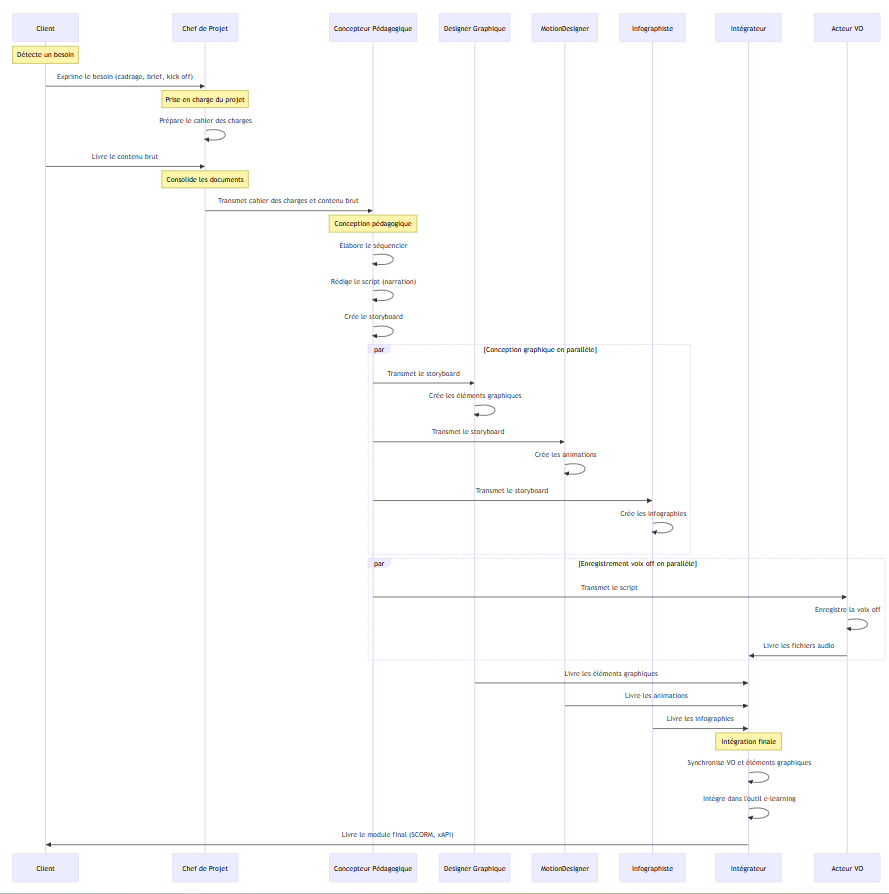 Client
Chef de Projet
Concepteur Pédagogique
Designer Graphique
MotionDesigner
Infographiste
Intégrateur
Acteur VO
Détecte un besoin
Exprime le besoin (cadrage, brief, kick off)
Prise en charge du projet
Prépare le cahier des charges
Livre le contenu brut
Consolide les documents
Transmet cahier des charges et contenu brut
Conception pédagogique
Élabore le séquencier
Rédige le script (narration)
Crée le storyboard
par
[Conception graphique en parallèle]
Transmet le storyboard
Crée les éléments graphiques
Transmet le storyboard
Crée les animations
Transmet le storyboard
Crée les infographies
par
[Enregistrement voix off en parallèle]
Transmet le script
Enregistre la voix off
Livre les fichiers audio
Livre les éléments graphiques
Livre les animations
Livre les infographies
Intégration finale
Synchronise VO et éléments graphiques
Intègre dans l'outil e-learning
Livre le module final (SCORM, xAPI)
Client
Chef de Projet
Concepteur Pédagogique
Designer Graphique
MotionDesigner
Infographiste
Intégrateur
Acteur VO